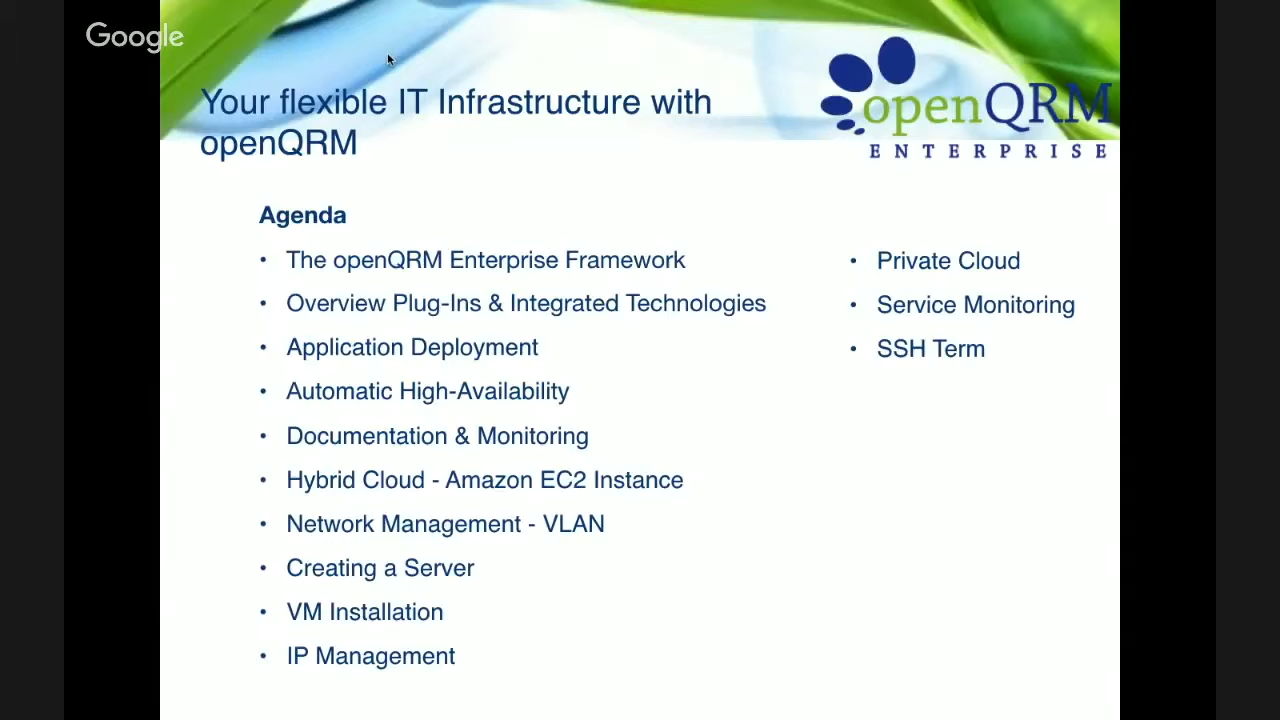 Google
Your flexible IT Infrastructure with
openQRM
openQRM
ENTERPRISE
Agenda
• The openQRM Enterprise Framework
• Overview Plug-Ins & Integrated Technologies
• Application Deployment
• Automatic High-Availability
• Documentation & Monitoring
• Hybrid Cloud - Amazon EC2 Instance
• Network Management - VLAN
• Creating a Server
• VM Installation
• IP Management
• Private Cloud
• Service Monitoring
• SSH Term